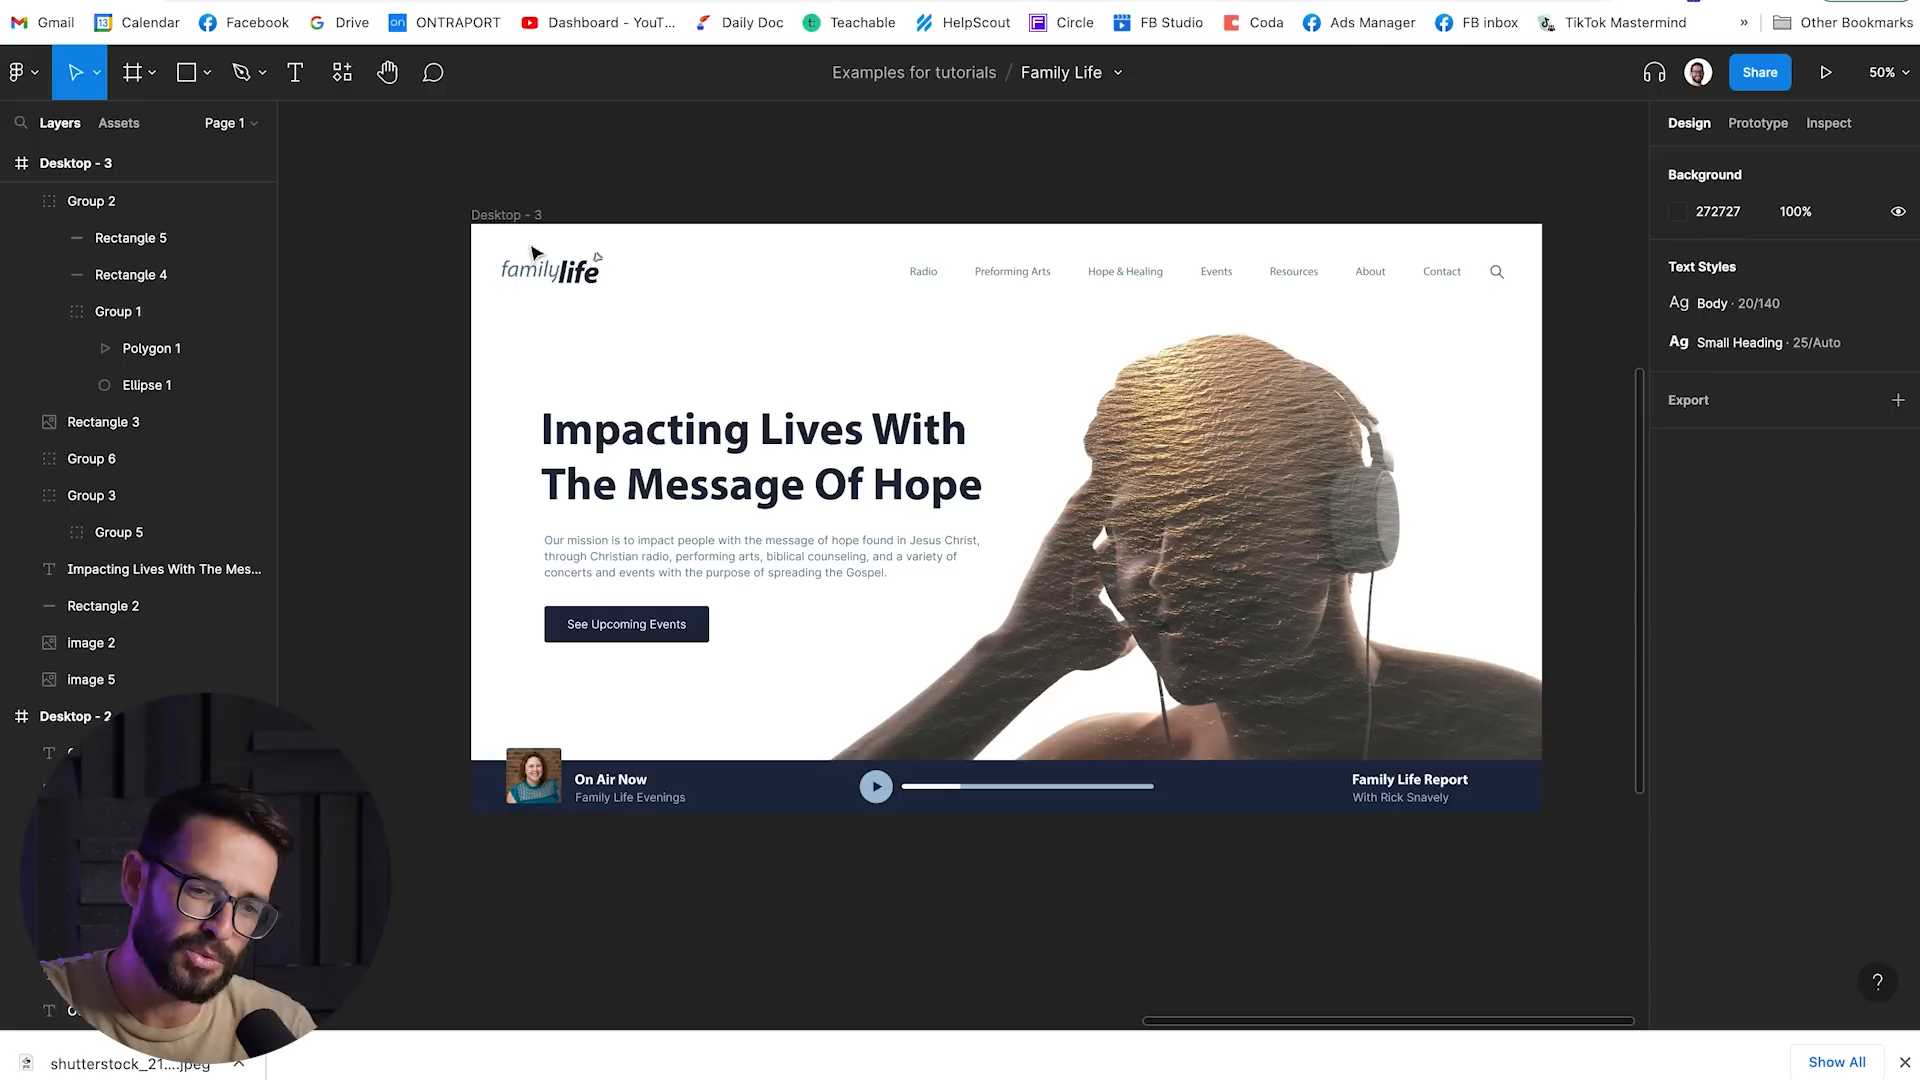 Gmail
Calendar
Facebook
Drive
ONTRAPORT
Dashboard - YouT...
Daily Doc
Teachable
HelpScout
Circle
FB Studio
Coda
Ads Manager
FB inbox
TikTok Mastermind
»
Other Bookmarks
Examples for tutorials / Family Life
Share
50%
Layers
Assets
Page 1
Desktop - 3
Group 2
Rectangle 5
Rectangle 4
Group 1
Polygon 1
Ellipse 1
Rectangle 3
Group 6
Group 3
Group 5
Impacting Lives With The Mes...
Rectangle 2
image 2
image 5
Desktop - 2
Desktop - 3
familylife
Radio
Preforming Arts
Hope & Healing
Events
Resources
About
Contact
Impacting Lives With
The Message Of Hope
Our mission is to impact people with the message of hope found in Jesus Christ,
through Christian radio, performing arts, biblical counseling, and a variety of
concerts and events with the purpose of spreading the Gospel.
See Upcoming Events
On Air Now
Family Life Evenings
Family Life Report
With Rick Snavely
Design
Prototype
Inspect
Background
272727
100%
Text Styles
Ag Body · 20/140
Ag Small Heading · 25/Auto
Export
?
shutterstock_21....jpeg
Show All